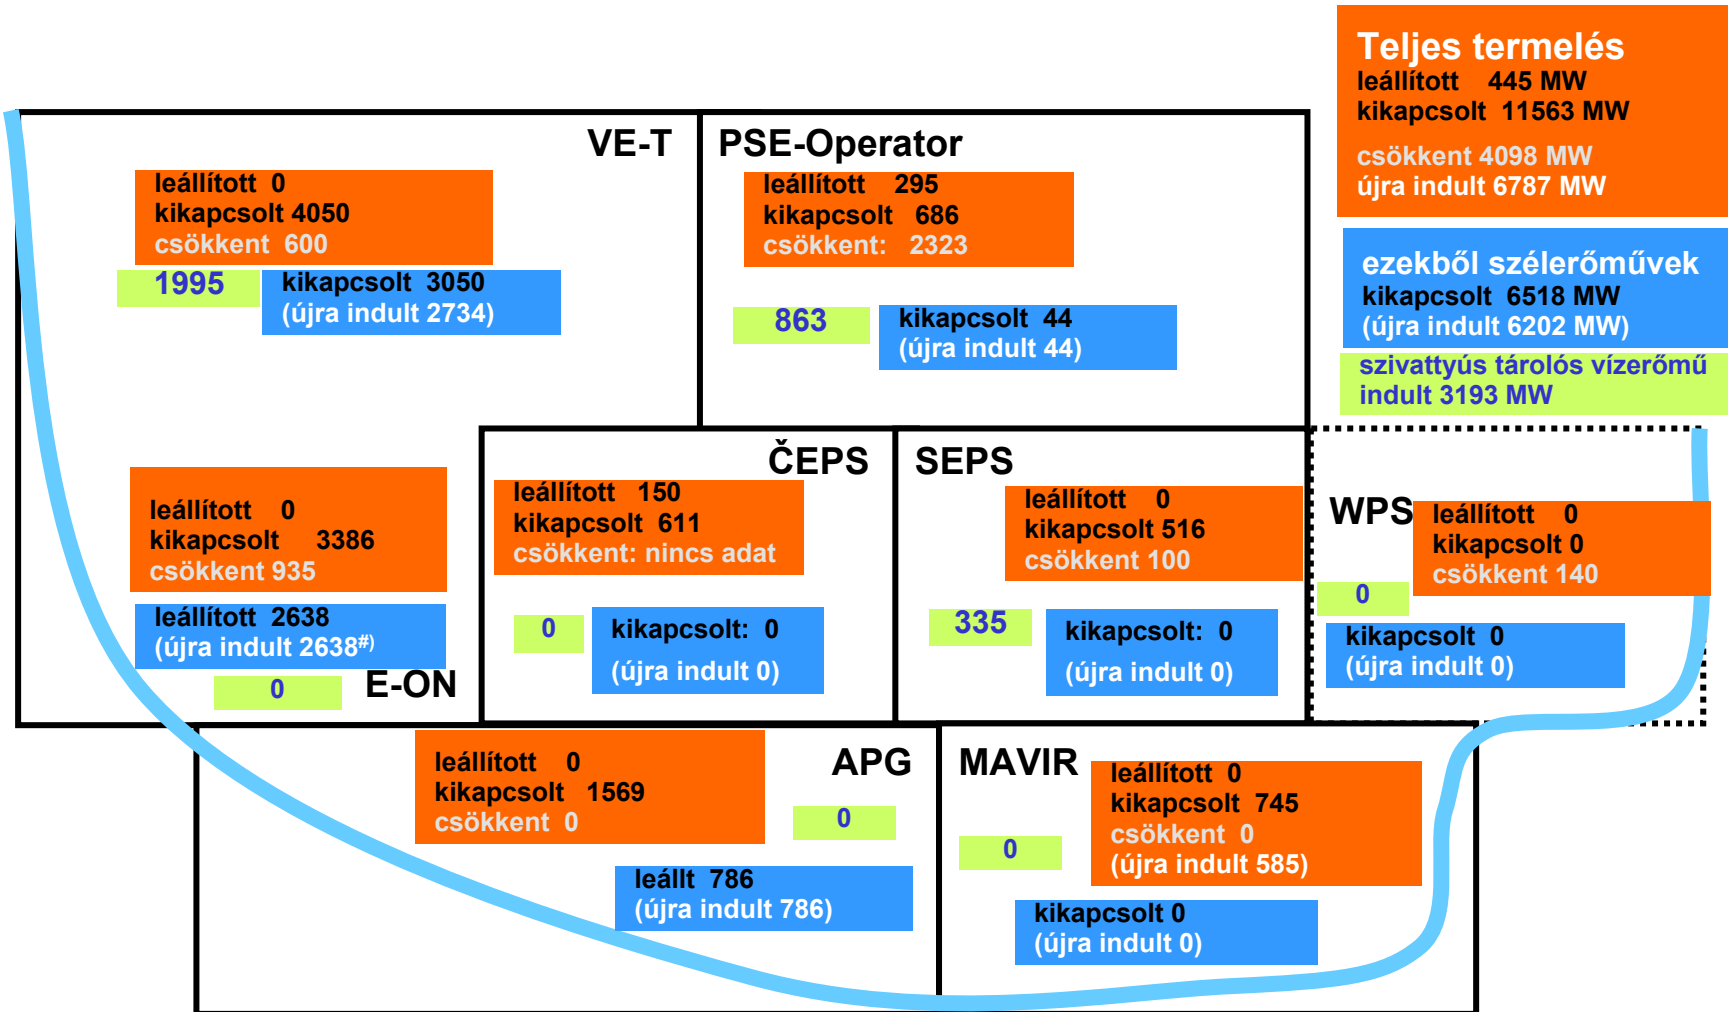 Teljes termelés
leállított 445 MW
kikapcsolt 11563 MW
csökkent 4098 MW
újra indult 6787 MW
ezekből szélerőművek
kikapcsolt 6518 MW
(újra indult 6202 MW)
szivattyús tárolós vízerőmű
indult 3193 MW
VE-T
leállított 0
kikapcsolt 4050
csökkent 600
1995
kikapcsolt 3050
(újra indult 2734)
PSE-Operator
leállított 295
kikapcsolt 686
csökkent: 2323
863
kikapcsolt 44
(újra indult 44)
leállított 0
kikapcsolt 3386
csökkent 935
leállított 2638
(újra indult 2638#)
E-ON
0
ČEPS
leállított 150
kikapcsolt 611
csökkent: nincs adat
0
kikapcsolt: 0
(újra indult 0)
SEPS
leállított 0
kikapcsolt 516
csökkent 100
335
kikapcsolt: 0
(újra indult 0)
WPS
leállított 0
kikapcsolt 0
csökkent 140
0
kikapcsolt 0
(újra indult 0)
APG
leállított 0
kikapcsolt 1569
csökkent 0
0
leállt 786
(újra indult 786)
MAVIR
leállított 0
kikapcsolt 745
csökkent 0
(újra indult 585)
0
kikapcsolt 0
(újra indult 0)